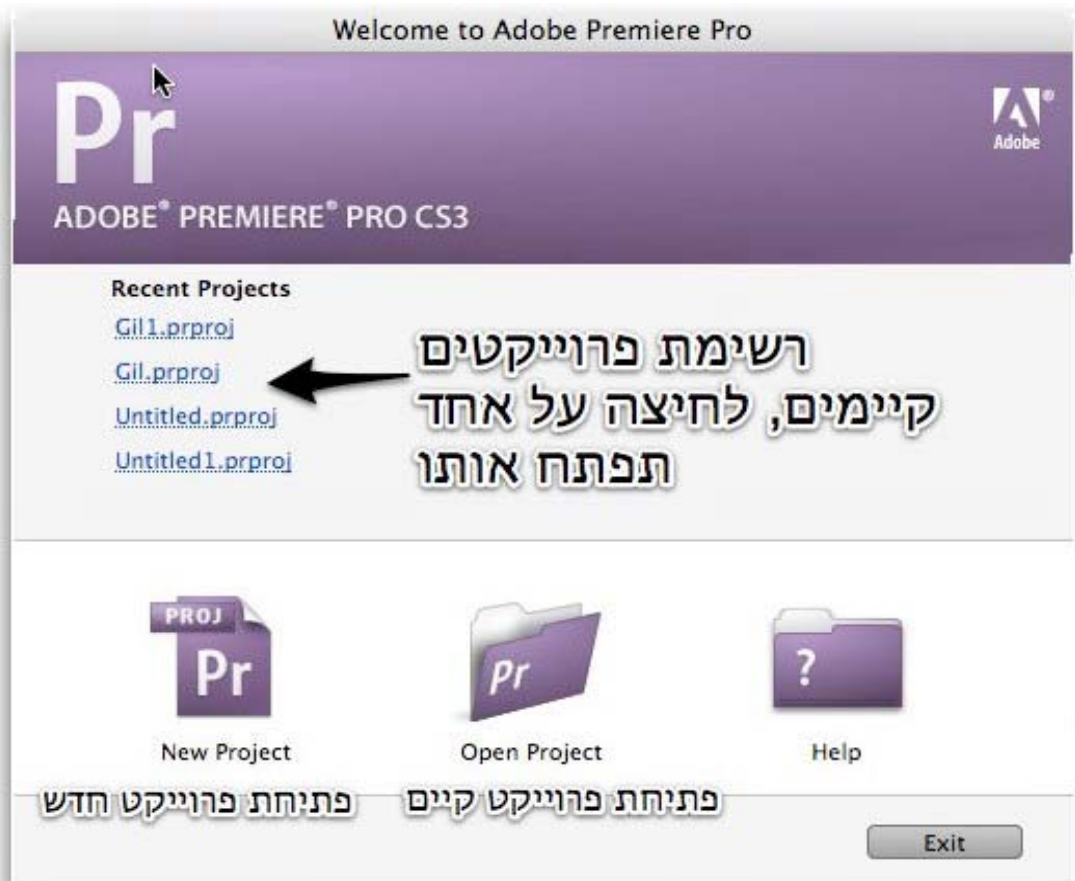 Welcome to Adobe Premiere Pro
Pr
Adobe®
ADOBE® PREMIERE® PRO CS3
Recent Projects
Gil1.prproj
Gil.prproj
Untitled.prproj
Untitled1.prproj
רשימת פרוייקטים
קיימים, לחיצה על אחד
תפתח אותו
PROJ
Pr
Pr
?
New Project
Open Project
Help
פתיחת פרוייקט חדש
פתיחת פרוייקט קיים
Exit